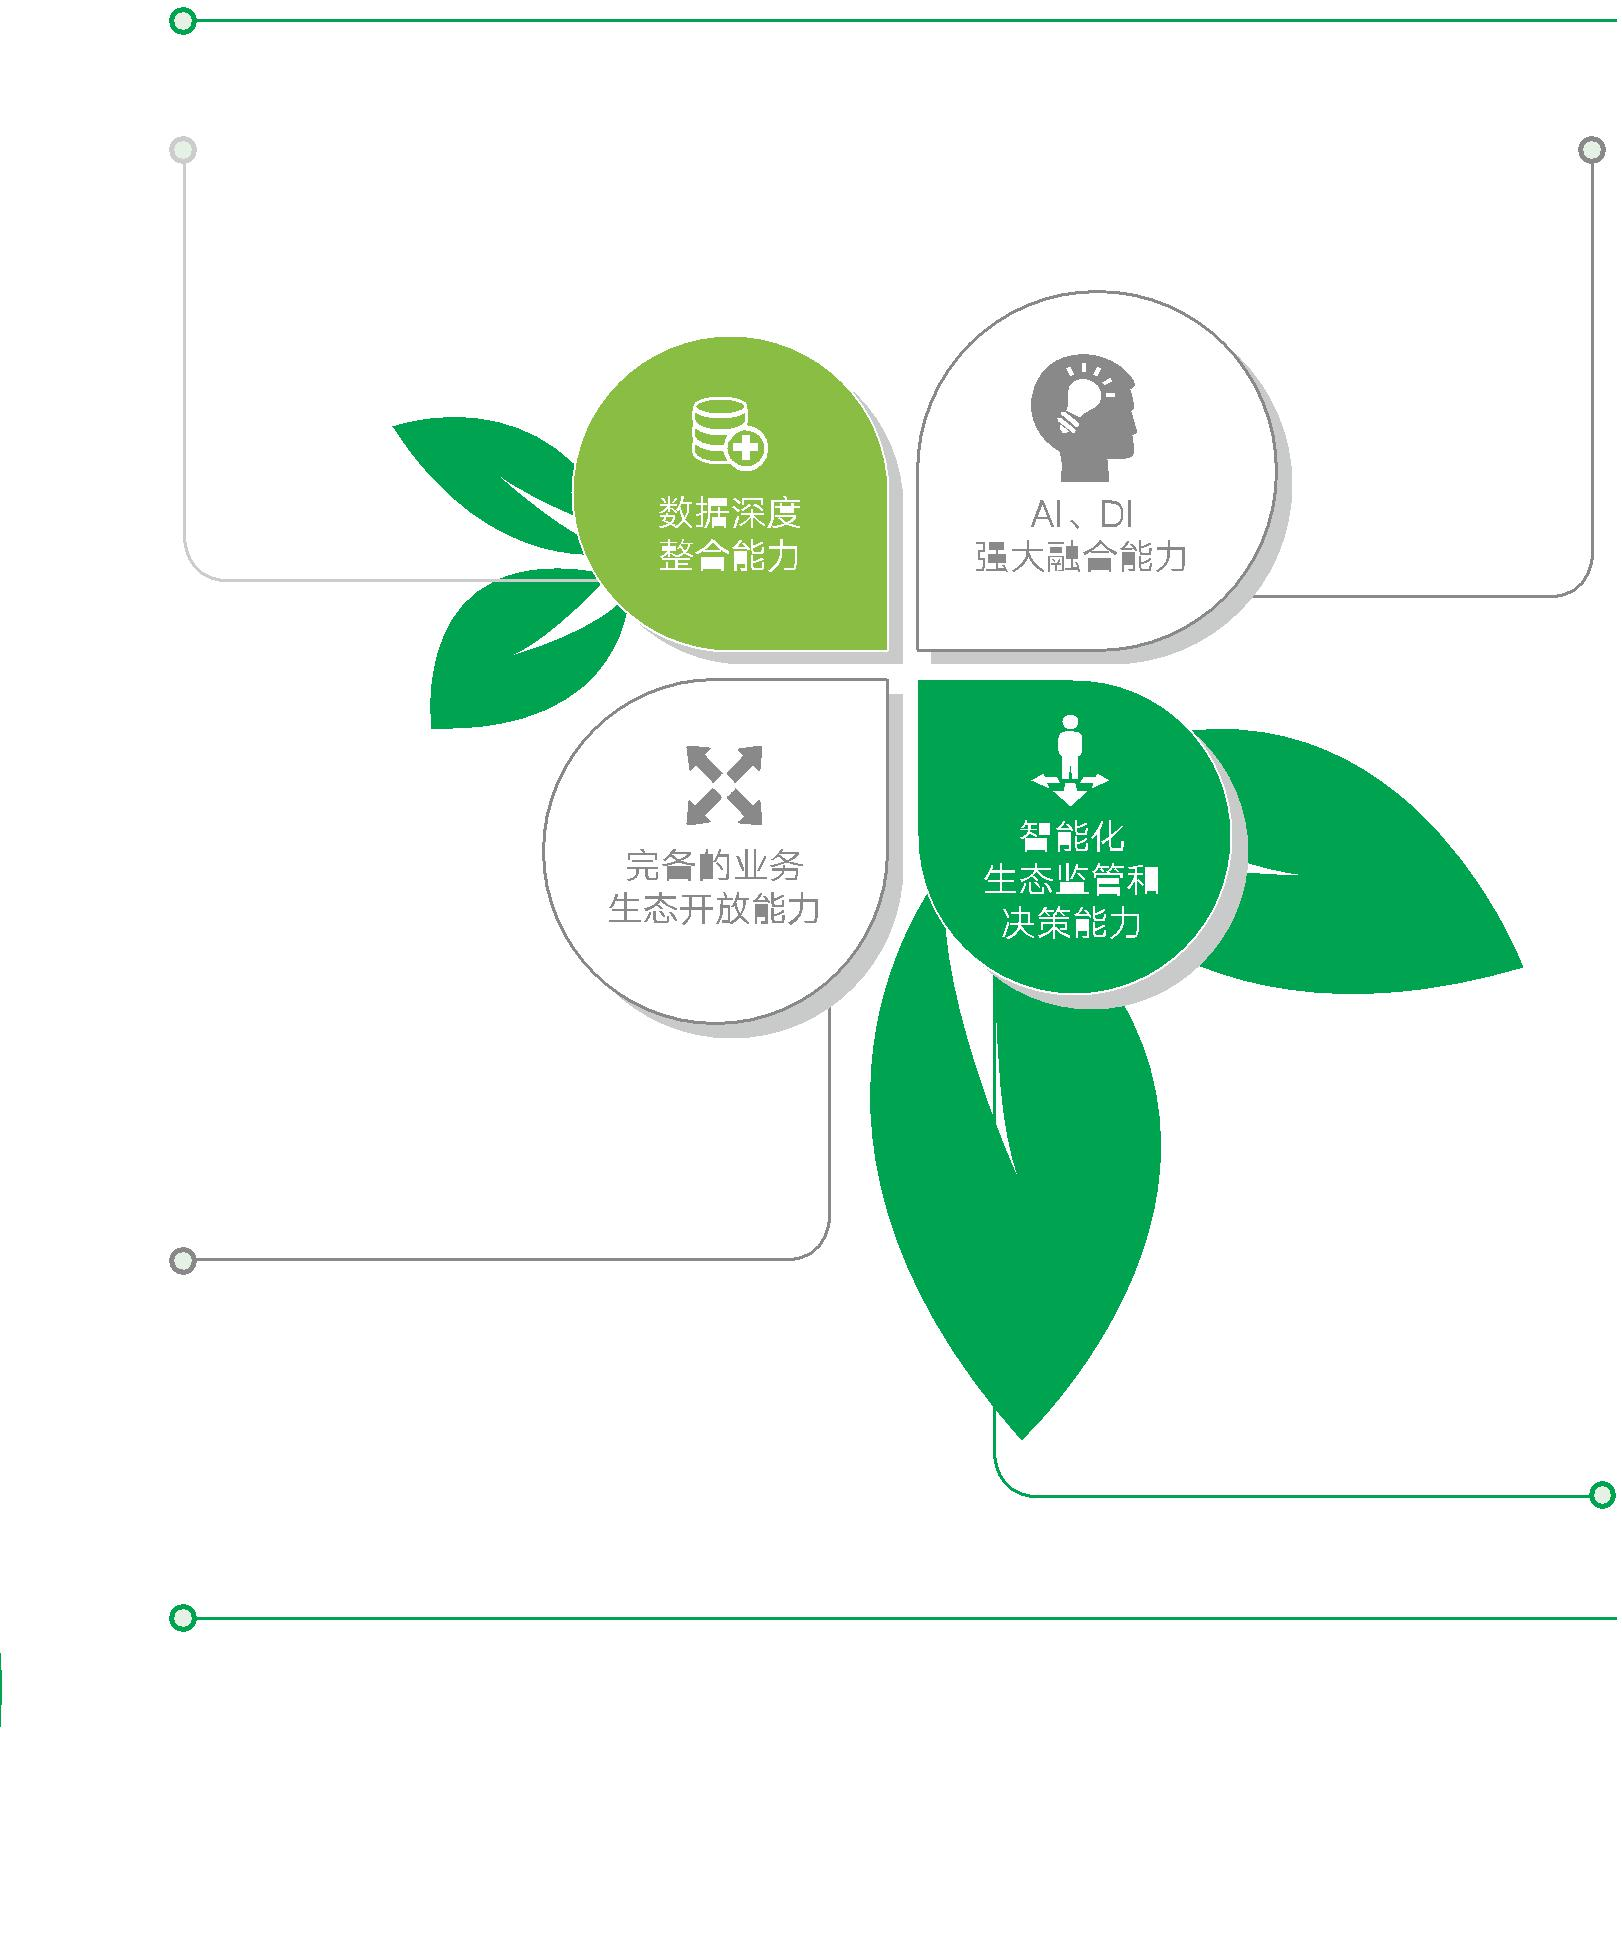 数据深度
整合能力
AI、DI
强大融合能力
完备的业务
生态开放能力
智能化
生态监管和
决策能力